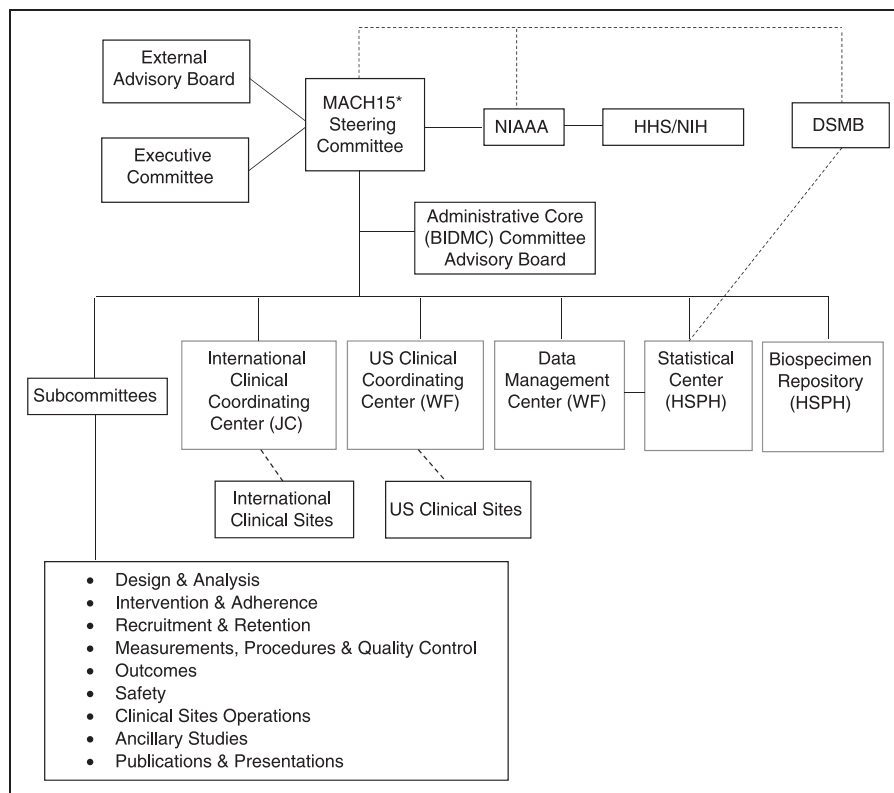 External
Advisory Board
MACH15*
Steering
Committee
NIAAA
HHS/NIH
DSMB
Executive
Committee
Administrative Core
(BIDMC) Committee
Advisory Board
Subcommittees
International
Clinical
Coordinating
Center (JC)
US Clinical
Coordinating
Center (WF)
Data
Management
Center (WF)
Statistical
Center
(HSPH)
Biospecimen
Repository
(HSPH)
International
Clinical Sites
US Clinical Sites
• Design & Analysis
• Intervention & Adherence
• Recruitment & Retention
• Measurements, Procedures & Quality Control
• Outcomes
• Safety
• Clinical Sites Operations
• Ancillary Studies
• Publications & Presentations